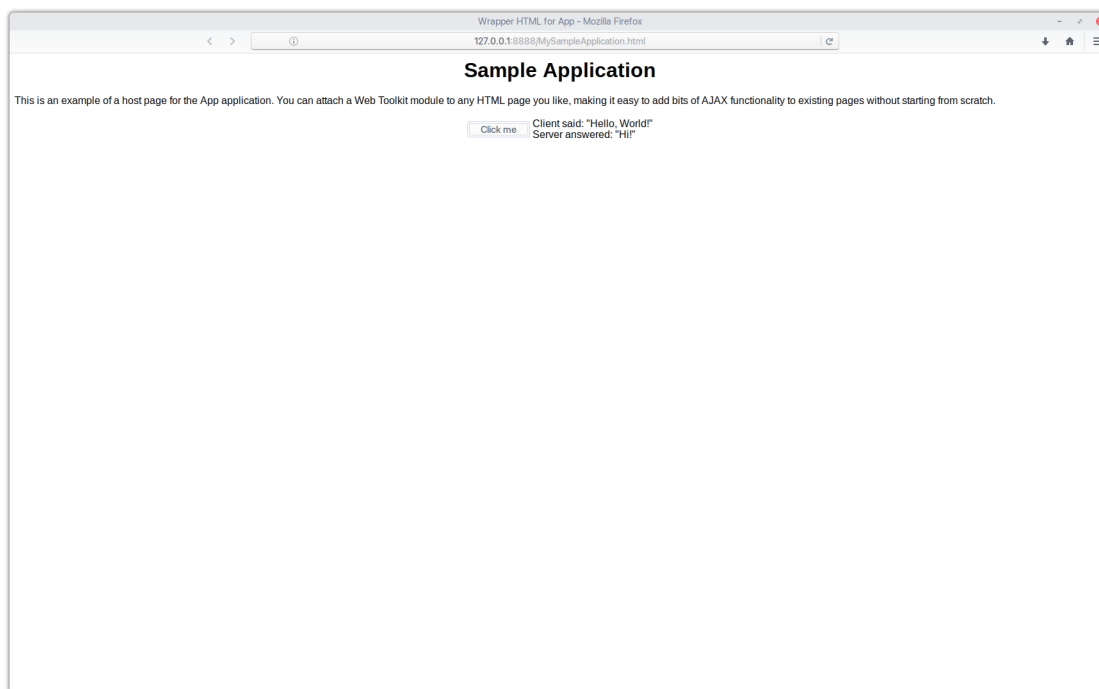 Wrapper HTML for App - Mozilla Firefox
127.0.0.1:8888/MySampleApplication.html
Sample Application
This is an example of a host page for the App application. You can attach a Web Toolkit module to any HTML page you like, making it easy to add bits of AJAX functionality to existing pages without starting from scratch.
Click me
Client said: "Hello, World!"
Server answered: "Hi!"